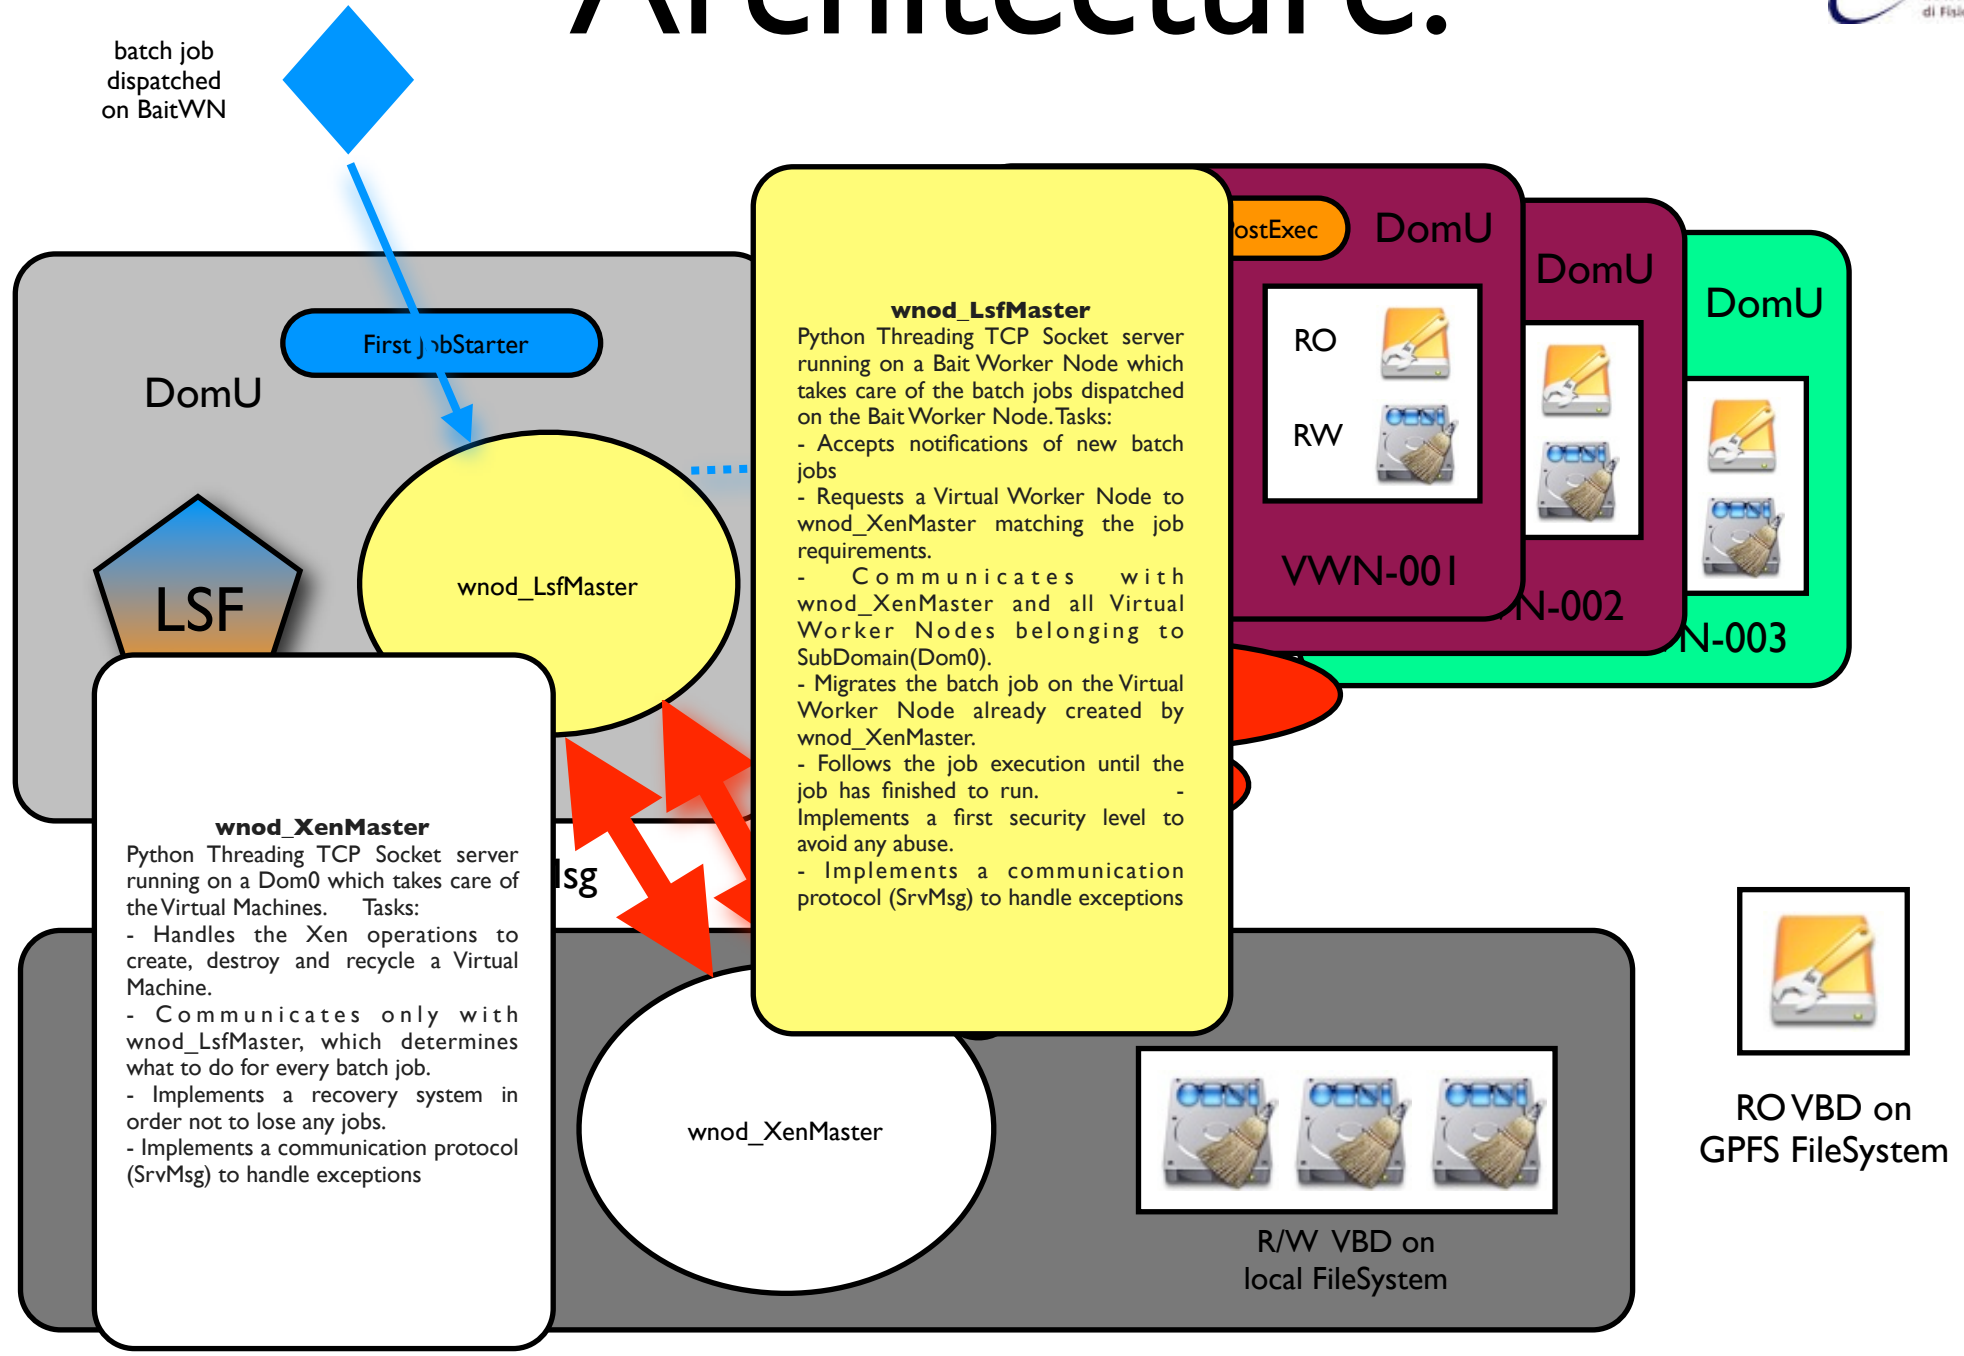 Architecture.
di Fisi
batch job
dispatched
on BaitWN
First JobStarter
DomU
LSF
wnod_LsfMaster
wnod_LsfMaster
Python Threading TCP Socket server
running on a Bait Worker Node which
takes care of the batch jobs dispatched
on the Bait Worker Node. Tasks:
- Accepts notifications of new batch
jobs
- Requests a Virtual Worker Node to
wnod_XenMaster matching the job
requirements.
- Communicates with
wnod_XenMaster and all Virtual
Worker Nodes belonging to
SubDomain(Dom0).
- Migrates the batch job on the Virtual
Worker Node already created by
wnod_XenMaster.
- Follows the job execution until the
job has finished to run. -
Implements a first security level to
avoid any abuse.
- Implements a communication
protocol (SrvMsg) to handle exceptions
ostExec
DomU
RO
RW
VWN-001
DomU
N-002
DomU
N-003
sg
wnod_XenMaster
Python Threading TCP Socket server
running on a Dom0 which takes care of
the Virtual Machines. Tasks:
- Handles the Xen operations to
create, destroy and recycle a Virtual
Machine.
- Communicates only with
wnod_LsfMaster, which determines
what to do for every batch job.
- Implements a recovery system in
order not to lose any jobs.
- Implements a communication protocol
(SrvMsg) to handle exceptions
wnod_XenMaster
R/W VBD on
local FileSystem
RO VBD on
GPFS FileSystem